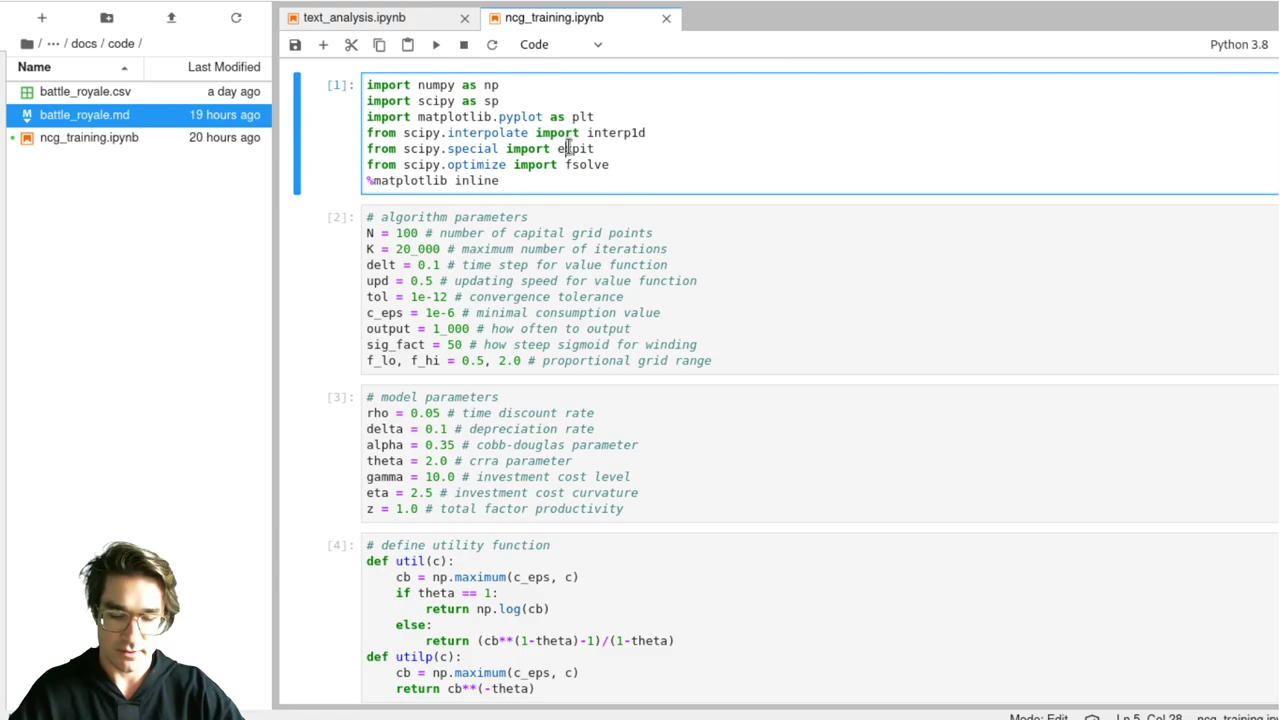 text_analysis.ipynb
ncg_training.ipynb
/ ··· / docs / code /
Code
Python 3.8
Name
Last Modified
battle_royale.csv
a day ago
battle_royale.md
19 hours ago
ncg_training.ipynb
20 hours ago
[1]:
import numpy as np
import scipy as sp
import matplotlib.pyplot as plt
from scipy.interpolate import interp1d
from scipy.special import expit
from scipy.optimize import fsolve
%matplotlib inline
[2]:
# algorithm parameters
N = 100 # number of capital grid points
K = 20_000 # maximum number of iterations
delt = 0.1 # time step for value function
upd = 0.5 # updating speed for value function
tol = 1e-12 # convergence tolerance
c_eps = 1e-6 # minimal consumption value
output = 1_000 # how often to output
sig_fact = 50 # how steep sigmoid for winding
f_lo, f_hi = 0.5, 2.0 # proportional grid range
[3]:
# model parameters
rho = 0.05 # time discount rate
delta = 0.1 # depreciation rate
alpha = 0.35 # cobb-douglas parameter
theta = 2.0 # crra parameter
gamma = 10.0 # investment cost level
eta = 2.5 # investment cost curvature
z = 1.0 # total factor productivity
[4]:
# define utility function
def util(c):
    cb = np.maximum(c_eps, c)
    if theta == 1:
        return np.log(cb)
    else:
        return (cb**(1-theta)-1)/(1-theta)
def utilp(c):
    cb = np.maximum(c_eps, c)
    return cb**(-theta)
Mode: Edit
Ln 5, Col 28